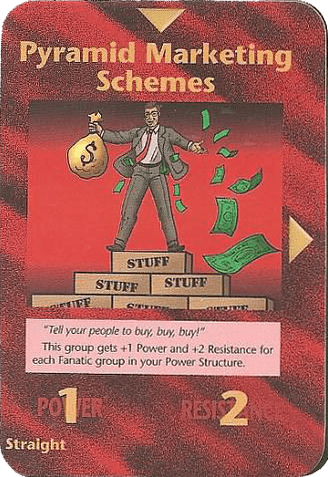 Pyramid Marketing
Schemes
$
STUFF
STUFF STUFF
STUFF STUFF STUFF
"Tell your people to buy, buy, buy!"
This group gets +1 Power and +2 Resistance for
each Fanatic group in your Power Structure.
POWER 1 RESISTANCE 2
Straight